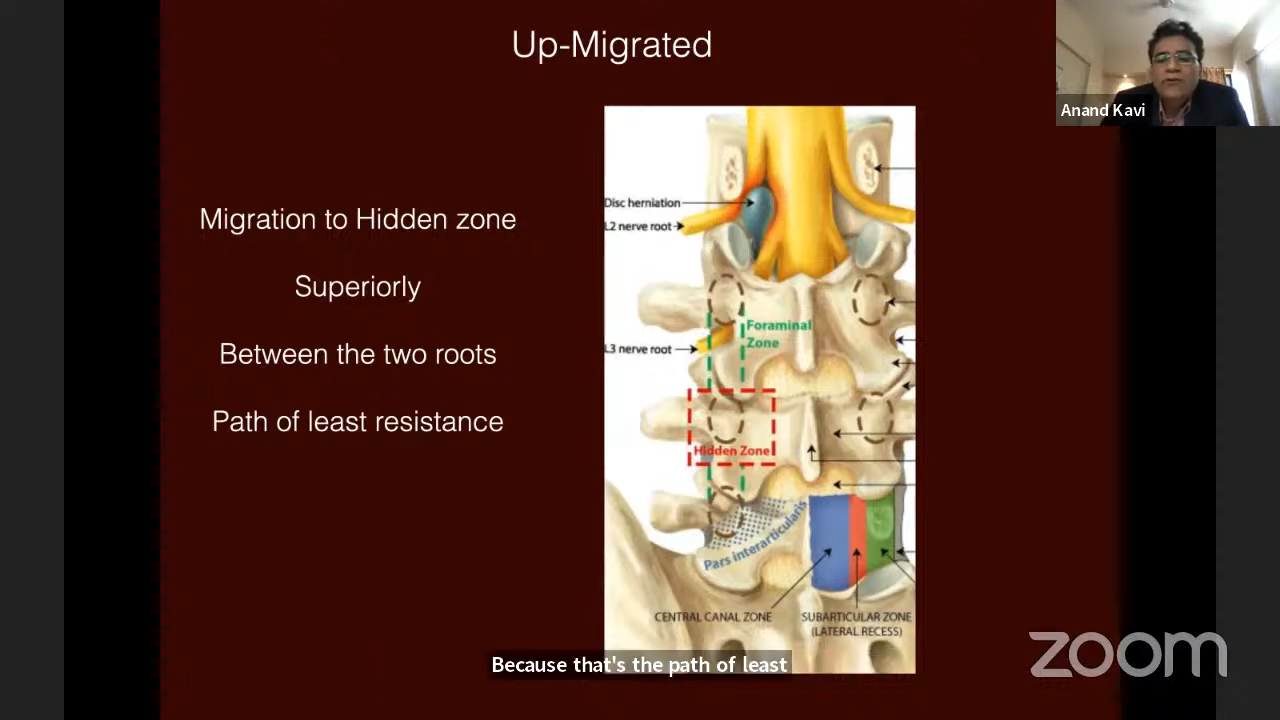 Up-Migrated
Anand Kavi
Migration to Hidden zone
Superiorly
Between the two roots
Path of least resistance
Disc herniation
L2 nerve root
Foraminal
Zone
L3 nerve root
Hidden Zone
Pars interarticularis
CENTRAL CANAL ZONE
SUBARTICULAR ZONE
(LATERAL RECESS)
zoom
Because that's the path of least